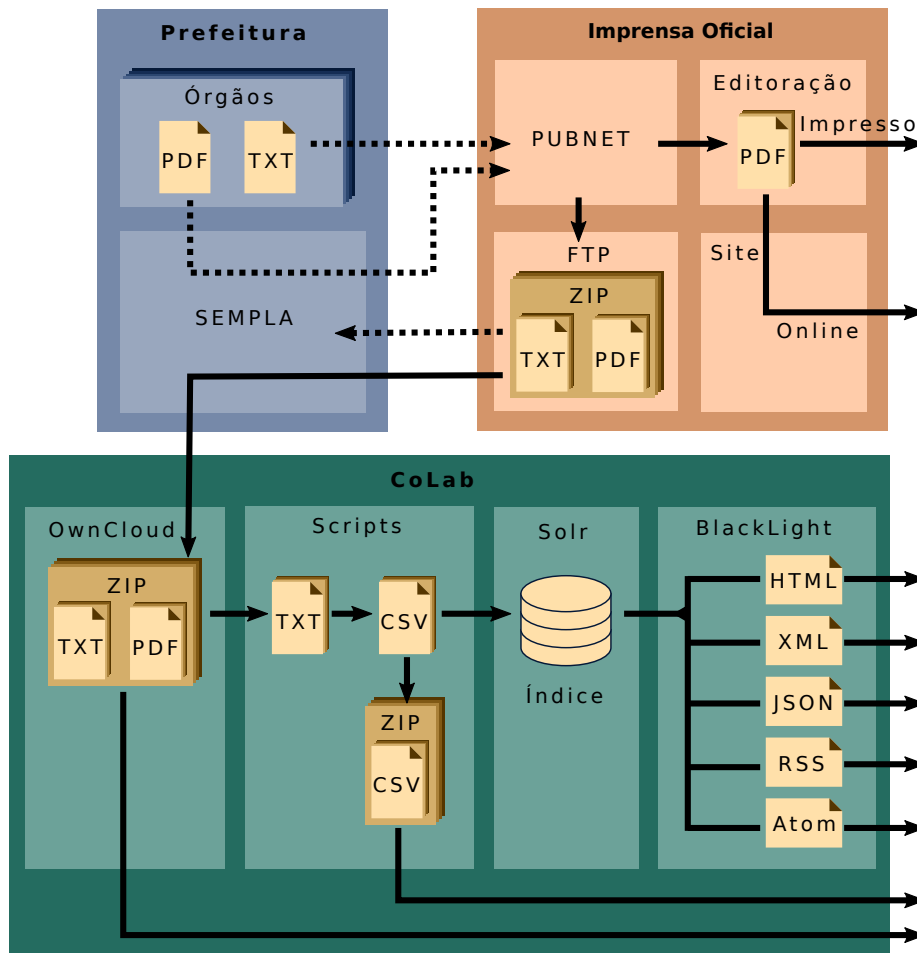 Prefeitura
Órgãos
PDF
TXT
SEMPLA
Imprensa Oficial
PUBNET
Editoração
PDF
Impresso
FTP
ZIP
TXT
PDF
Site
Online
CoLab
OwnCloud
ZIP
TXT
PDF
Scripts
TXT
CSV
ZIP
CSV
Solr
Índice
BlackLight
HTML
XML
JSON
RSS
Atom